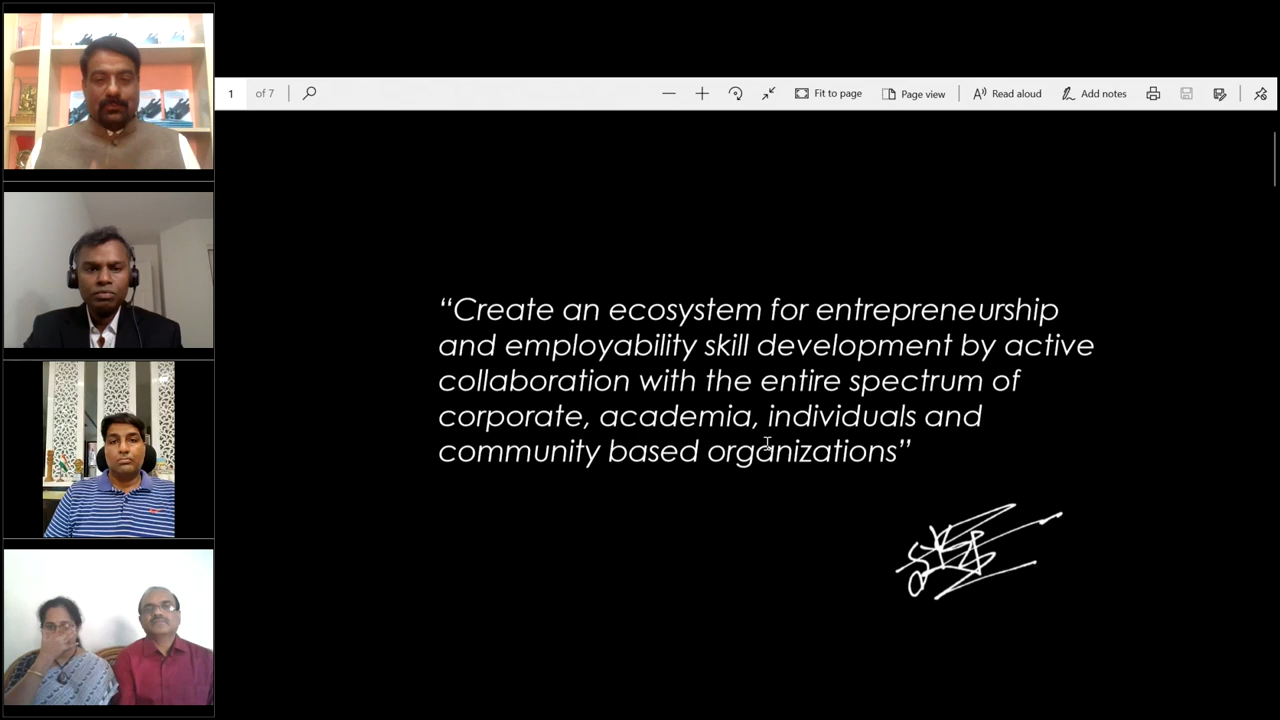 1 of 7
Fit to page
Page view
Read aloud
Add notes
“Create an ecosystem for entrepreneurship
and employability skill development by active
collaboration with the entire spectrum of
corporate, academia, individuals and
community based organizations”